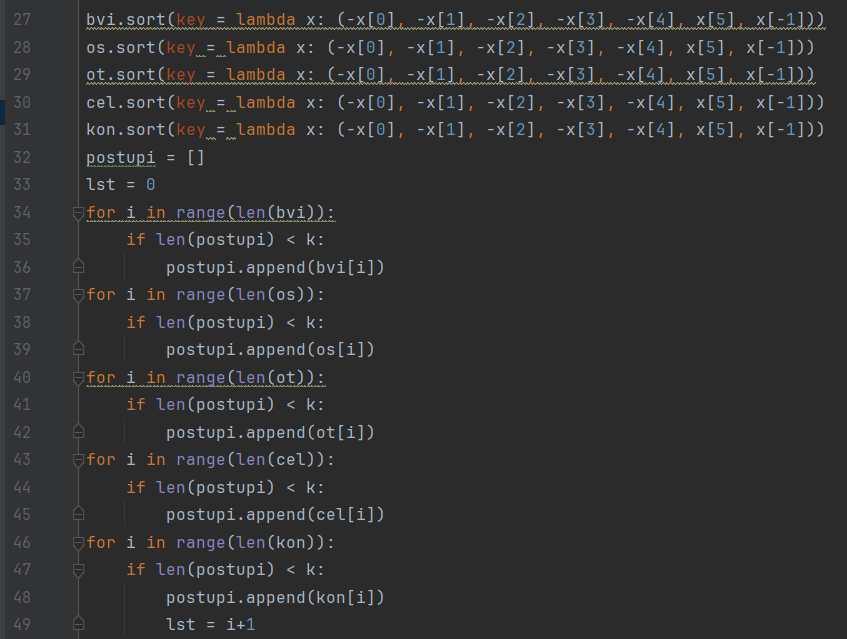 27 bvi.sort(key = lambda x: (-x[0], -x[1], -x[2], -x[3], -x[4], x[5], x[-1]))
28 os.sort(key = lambda x: (-x[0], -x[1], -x[2], -x[3], -x[4], x[5], x[-1]))
29 ot.sort(key = lambda x: (-x[0], -x[1], -x[2], -x[3], -x[4], x[5], x[-1]))
30 cel.sort(key = lambda x: (-x[0], -x[1], -x[2], -x[3], -x[4], x[5], x[-1]))
31 kon.sort(key = lambda x: (-x[0], -x[1], -x[2], -x[3], -x[4], x[5], x[-1]))
32 postupi = []
33 lst = 0
34 for i in range(len(bvi)):
35     if len(postupi) < k:
36         postupi.append(bvi[i])
37 for i in range(len(os)):
38     if len(postupi) < k:
39         postupi.append(os[i])
40 for i in range(len(ot)):
41     if len(postupi) < k:
42         postupi.append(ot[i])
43 for i in range(len(cel)):
44     if len(postupi) < k:
45         postupi.append(cel[i])
46 for i in range(len(kon)):
47     if len(postupi) < k:
48         postupi.append(kon[i])
49         lst = i+1